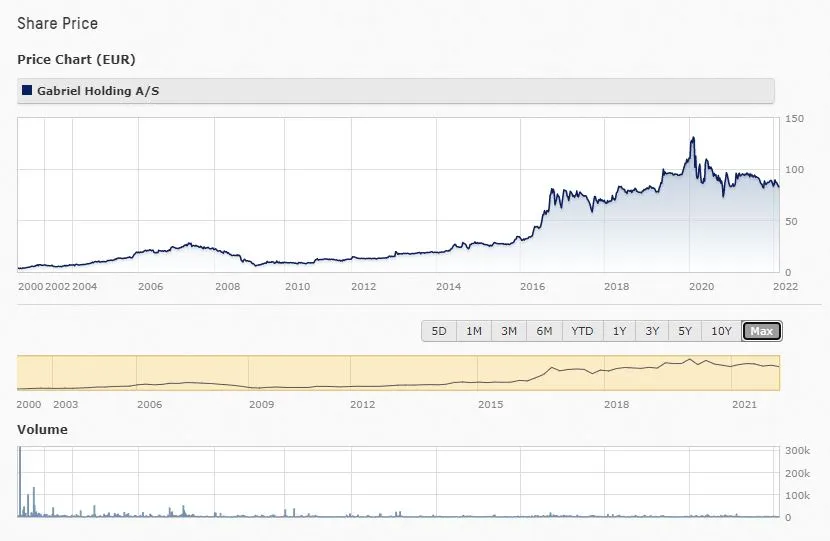 Share Price
Price Chart (EUR)
Gabriel Holding A/S
150
100
50
0
2000 2002 2004 2006 2008 2010 2012 2014 2016 2018 2020 2022
5D 1M 3M 6M YTD 1Y 3Y 5Y 10Y Max
2000 2003 2006 2009 2012 2015 2018 2021
Volume
300k
200k
100k
0